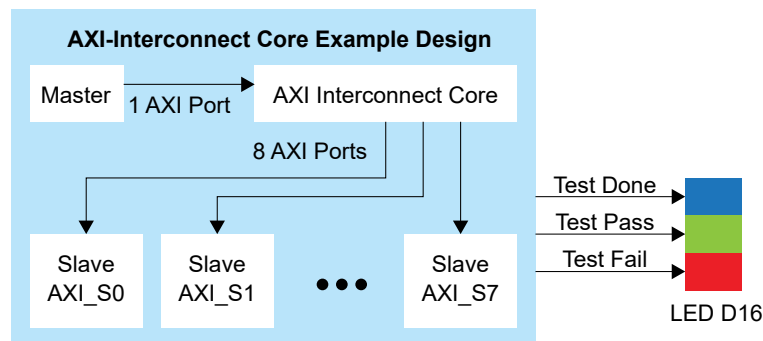 AXI-Interconnect Core Example Design
Master
1 AXI Port
AXI Interconnect Core
8 AXI Ports
Slave
AXI_S0
Slave
AXI_S1
Slave
AXI_S7
Test Done
Test Pass
Test Fail
LED D16